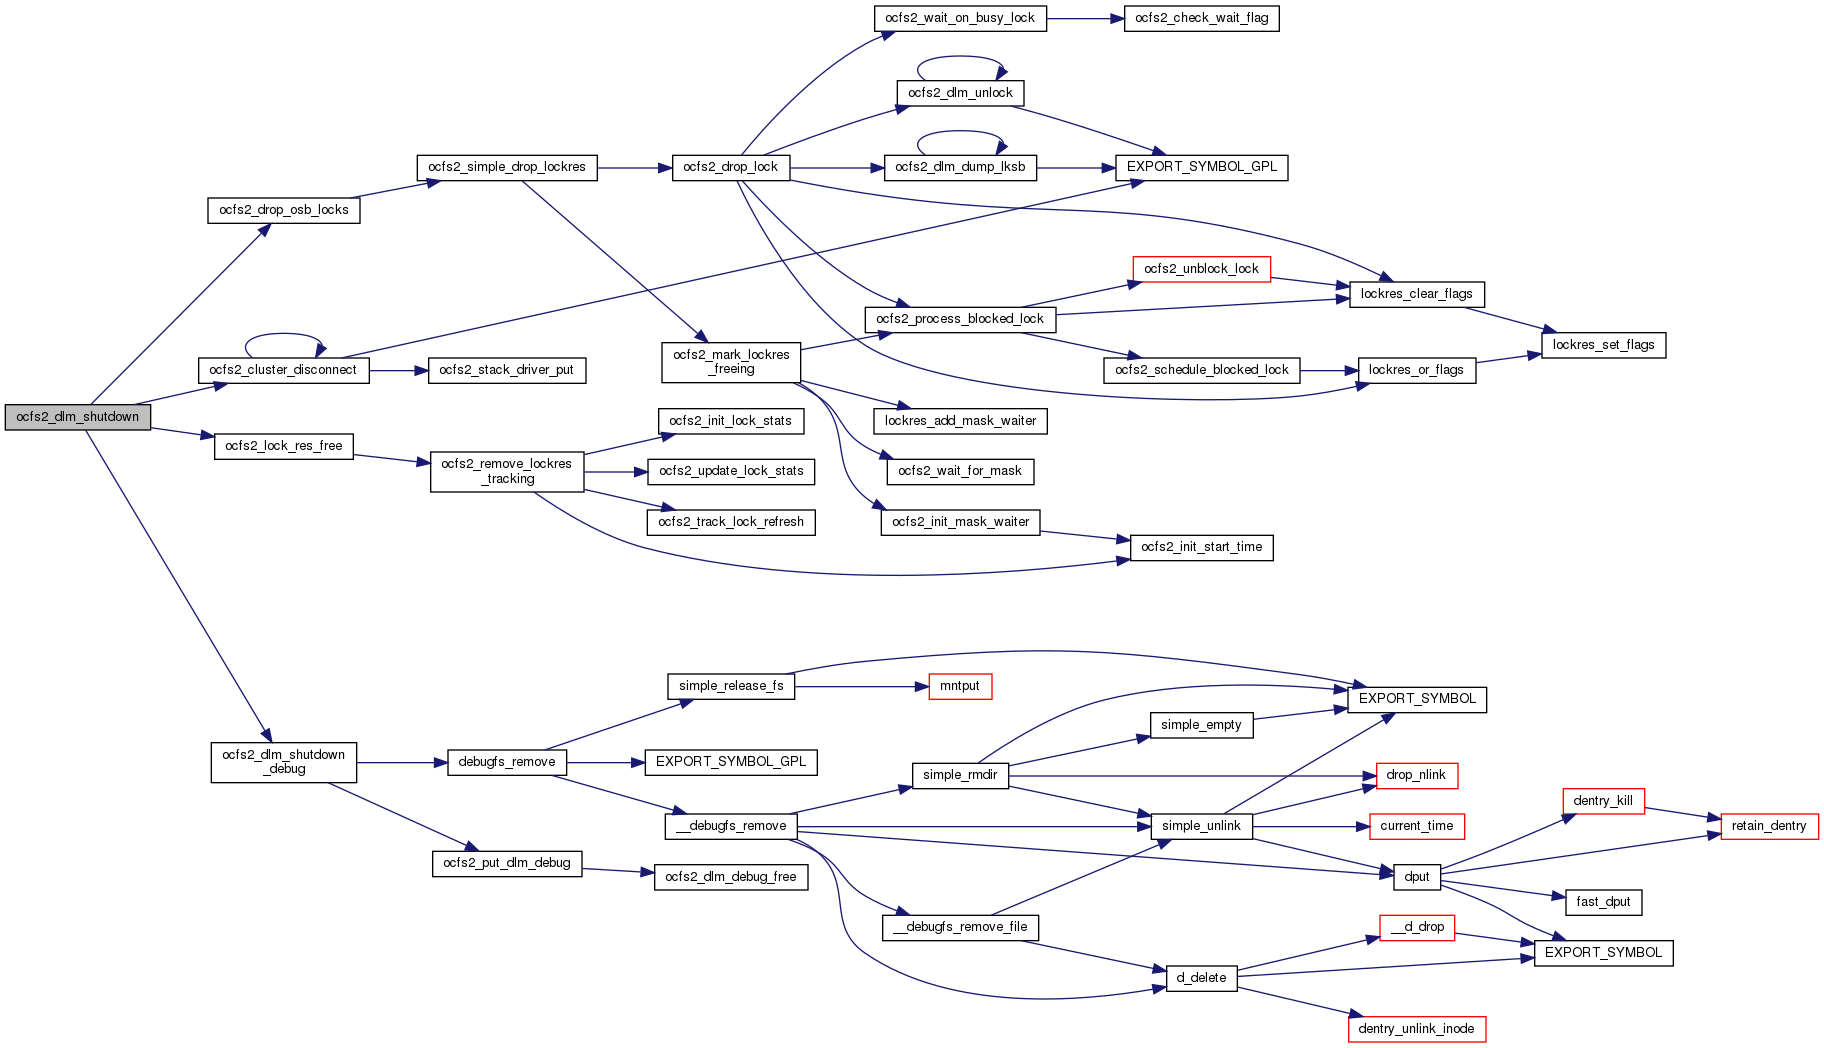 ocfs2_wait_on_busy_lock
ocfs2_check_wait_flag
ocfs2_dlm_unlock
ocfs2_simple_drop_lockres
ocfs2_drop_lock
ocfs2_dlm_dump_lksb
EXPORT_SYMBOL_GPL
ocfs2_drop_osb_locks
ocfs2_unblock_lock
lockres_clear_flags
ocfs2_process_blocked_lock
lockres_set_flags
ocfs2_mark_lockres
_freeing
ocfs2_cluster_disconnect
ocfs2_stack_driver_put
ocfs2_schedule_blocked_lock
lockres_or_flags
ocfs2_dlm_shutdown
ocfs2_init_lock_stats
lockres_add_mask_waiter
ocfs2_lock_res_free
ocfs2_remove_lockres
_tracking
ocfs2_update_lock_stats
ocfs2_wait_for_mask
ocfs2_track_lock_refresh
ocfs2_init_mask_waiter
ocfs2_init_start_time
simple_release_fs
mntput
EXPORT_SYMBOL
simple_empty
ocfs2_dlm_shutdown
_debug
debugfs_remove
EXPORT_SYMBOL_GPL
simple_rmdir
drop_nlink
dentry_kill
__debugfs_remove
simple_unlink
current_time
retain_dentry
ocfs2_put_dlm_debug
ocfs2_dlm_debug_free
dput
fast_dput
__debugfs_remove_file
__d_drop
EXPORT_SYMBOL
d_delete
dentry_unlink_inode